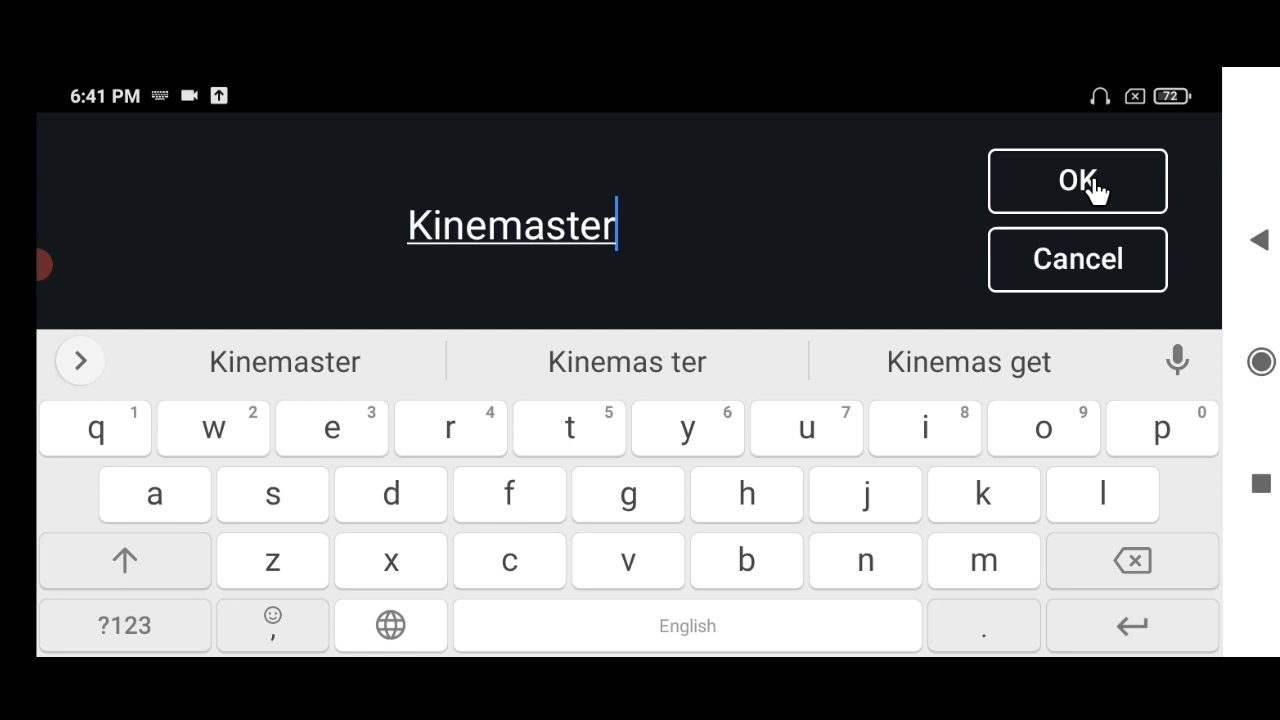 6:41 PM
72
OK
Kinemaster
Cancel
Kinemaster Kinemas ter Kinemas get
q 1 w 2 e 3 r 4 t 5 y 6 u 7 i 8 o 9 p 0
a s d f g h j k l
z x c v b n m
?123 , English .